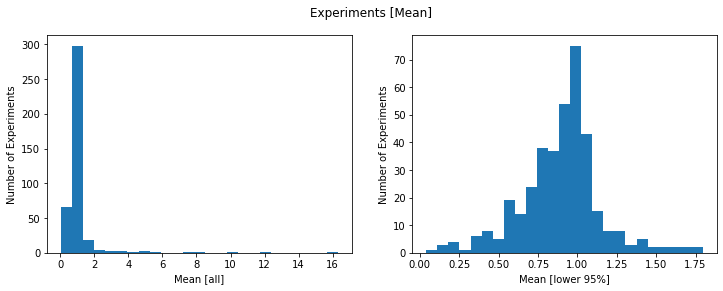 Experiments [Mean]
Number of Experiments
300
250
200
150
100
50
0
0 2 4 6 8 10 12 14 16
Mean [all]
Number of Experiments
70
60
50
40
30
20
10
0
0.00 0.25 0.50 0.75 1.00 1.25 1.50 1.75
Mean [lower 95%]